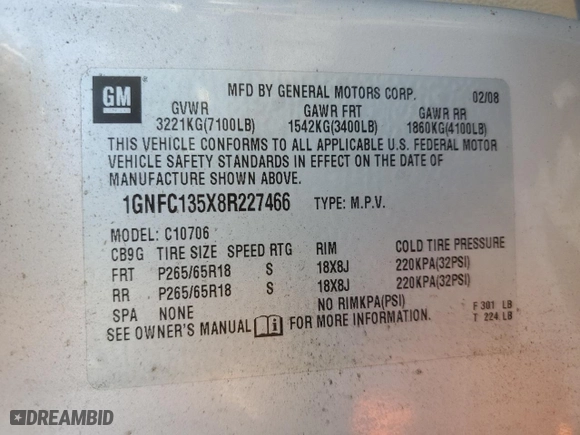 GM
MFD BY GENERAL MOTORS CORP. 02/08
GVWR GAWR FRT GAWR RR
3221KG(7100LB) 1542KG(3400LB) 1860KG(4100LB)
THIS VEHICLE CONFORMS TO ALL APPLICABLE U.S. FEDERAL MOTOR
VEHICLE SAFETY STANDARDS IN EFFECT ON THE DATE OF
MANUFACTURE SHOWN ABOVE.
1GNFC135X8R227466 TYPE: M.P.V.
MODEL: C10706
CB9G TIRE SIZE SPEED RTG RIM COLD TIRE PRESSURE
FRT P265/65R18 S 18X8J 220KPA(32PSI)
RR P265/65R18 S 18X8J 220KPA(32PSI)
SPA NONE NO RIMKPA(PSI)
SEE OWNER'S MANUAL FOR MORE INFORMATION.
F 301 LB
T 224 LB
DREAMBID